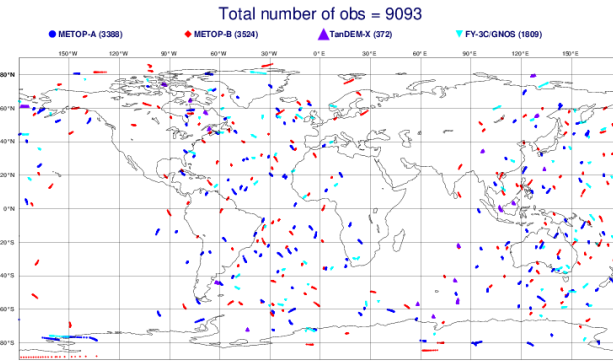 Total number of obs = 9093
METOP-A (3388) METOP-B (3524) TanDEM-X (372) FY-3C/GNOS (1809)
150°W 120°W 90°W 60°W 30°W 0°E 30°E 60°E 90°E 120°E 150°E
80°N
60°N
40°N
20°N
0°N
20°S
40°S
60°S
80°S